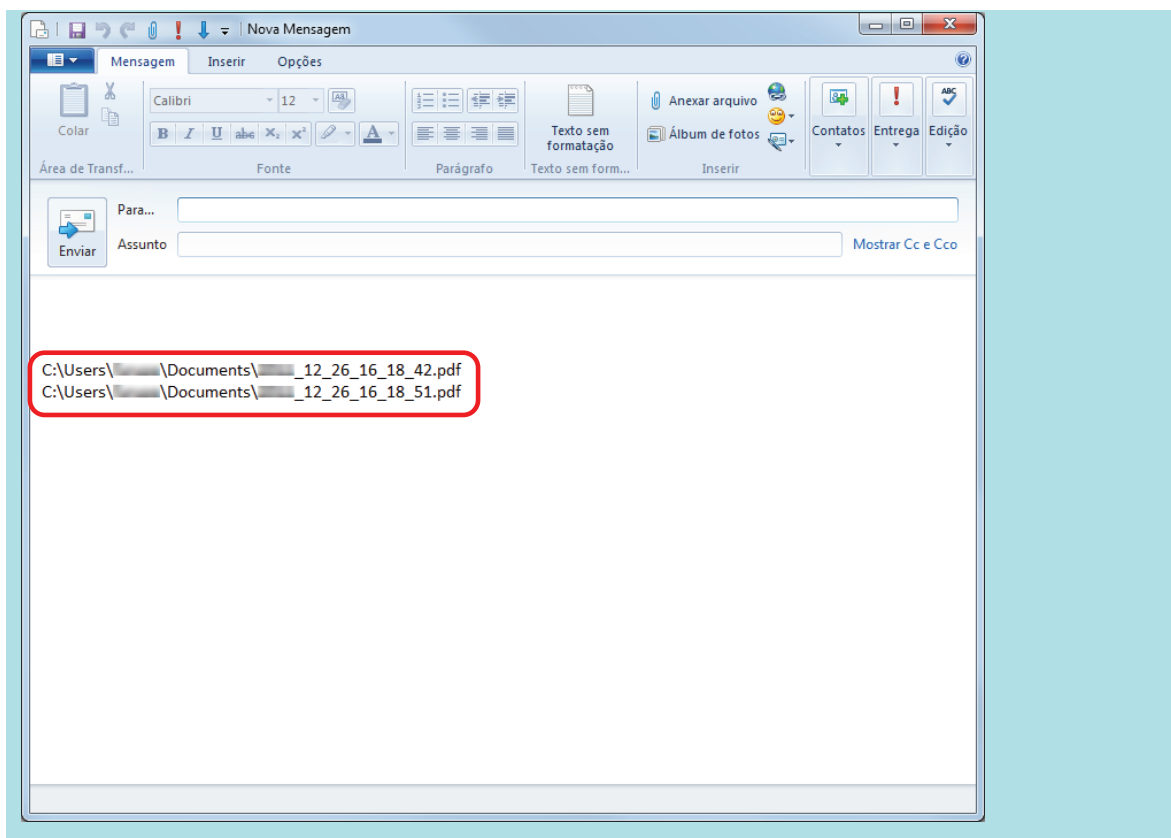 Nova Mensagem
Mensagem Inserir Opções
Colar
Área de Transf...
Calibri 12
B I U abc X₂ X² A
Fonte
Parágrafo
Texto sem
formatação
Texto sem form...
Anexar arquivo
Álbum de fotos
Inserir
Contatos
Entrega
ABC
Edição
Enviar
Para...
Assunto
Mostrar Cc e Cco
C:\Users\ \Documents\ _12_26_16_18_42.pdf
C:\Users\ \Documents\ _12_26_16_18_51.pdf